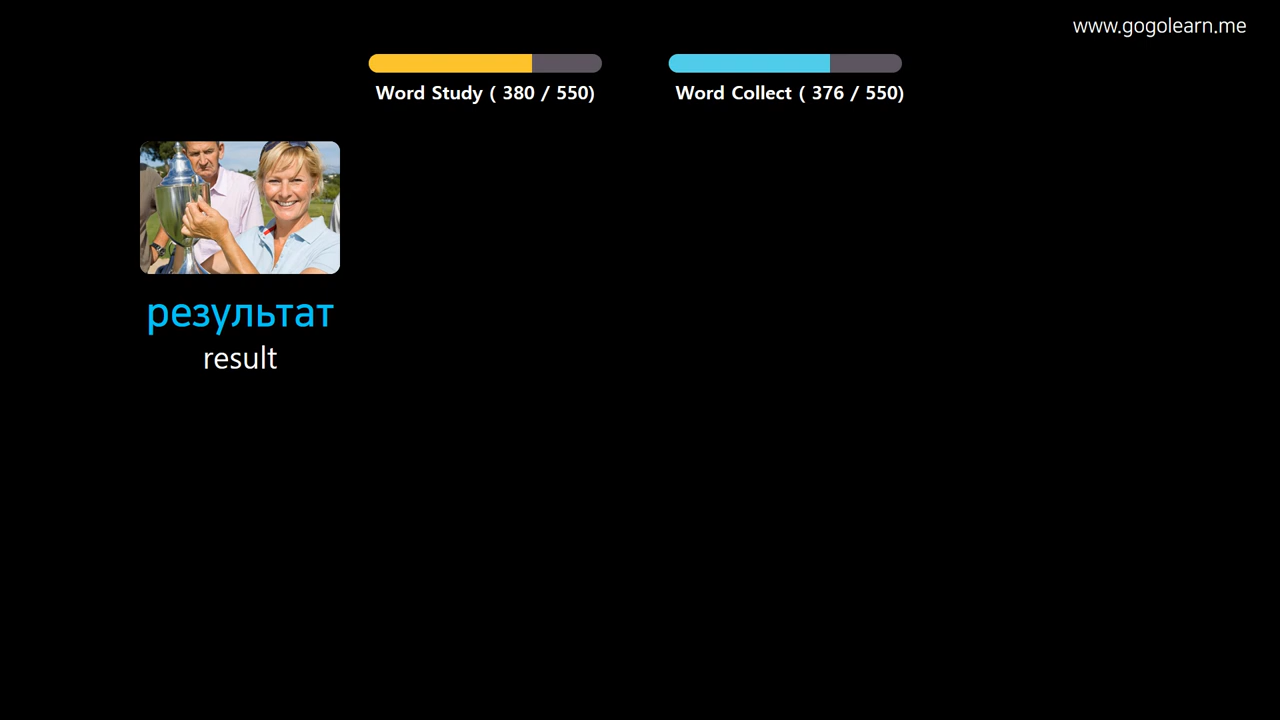 www.gogolearn.me
Word Study ( 380 / 550)
Word Collect ( 376 / 550)
результат
result